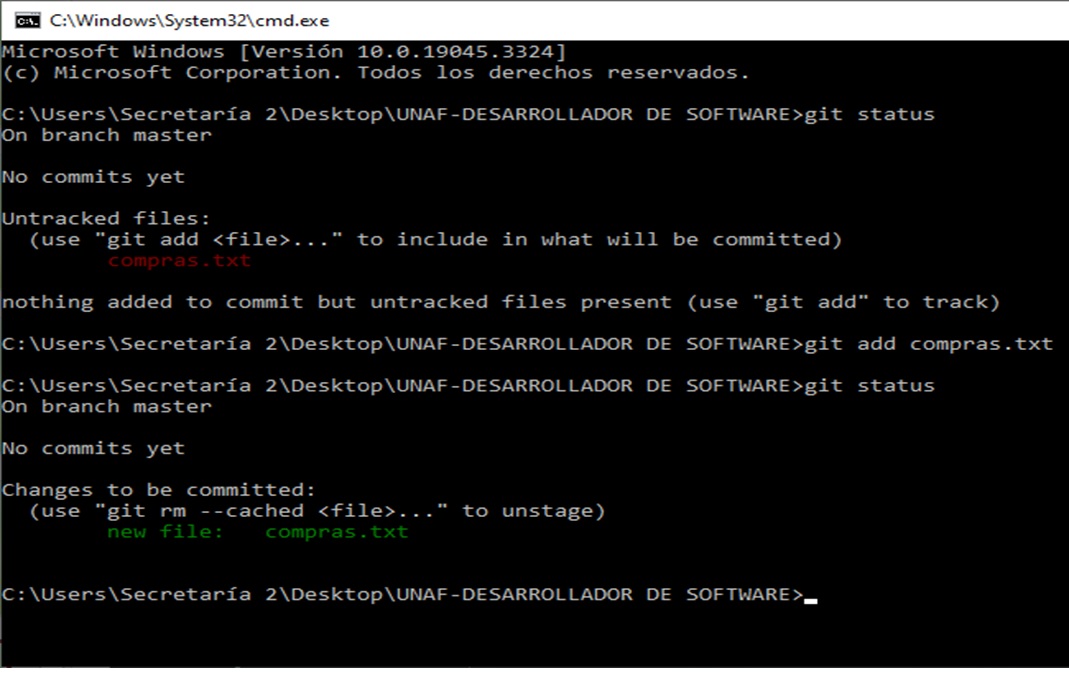 C:\Windows\System32\cmd.exe
Microsoft Windows [Versión 10.0.19045.3324]
(c) Microsoft Corporation. Todos los derechos reservados.
C:\Users\Secretaría 2\Desktop\UNAF-DESARROLLADOR DE SOFTWARE>git status
On branch master
No commits yet
Untracked files:
  (use "git add <file>..." to include in what will be committed)
        compras.txt
nothing added to commit but untracked files present (use "git add" to track)
C:\Users\Secretaría 2\Desktop\UNAF-DESARROLLADOR DE SOFTWARE>git add compras.txt
C:\Users\Secretaría 2\Desktop\UNAF-DESARROLLADOR DE SOFTWARE>git status
On branch master
No commits yet
Changes to be committed:
  (use "git rm --cached <file>..." to unstage)
        new file:   compras.txt
C:\Users\Secretaría 2\Desktop\UNAF-DESARROLLADOR DE SOFTWARE>